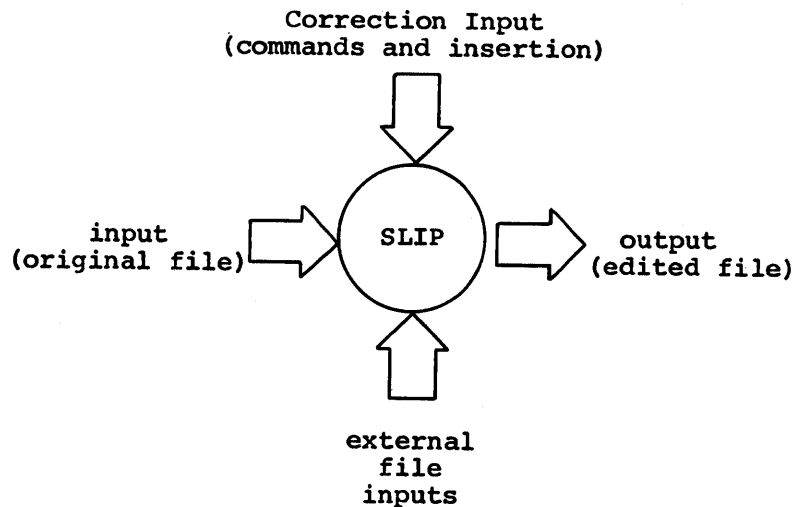 Correction Input
(commands and insertion)
input
(original file)
SLIP
output
(edited file)
external
file
inputs